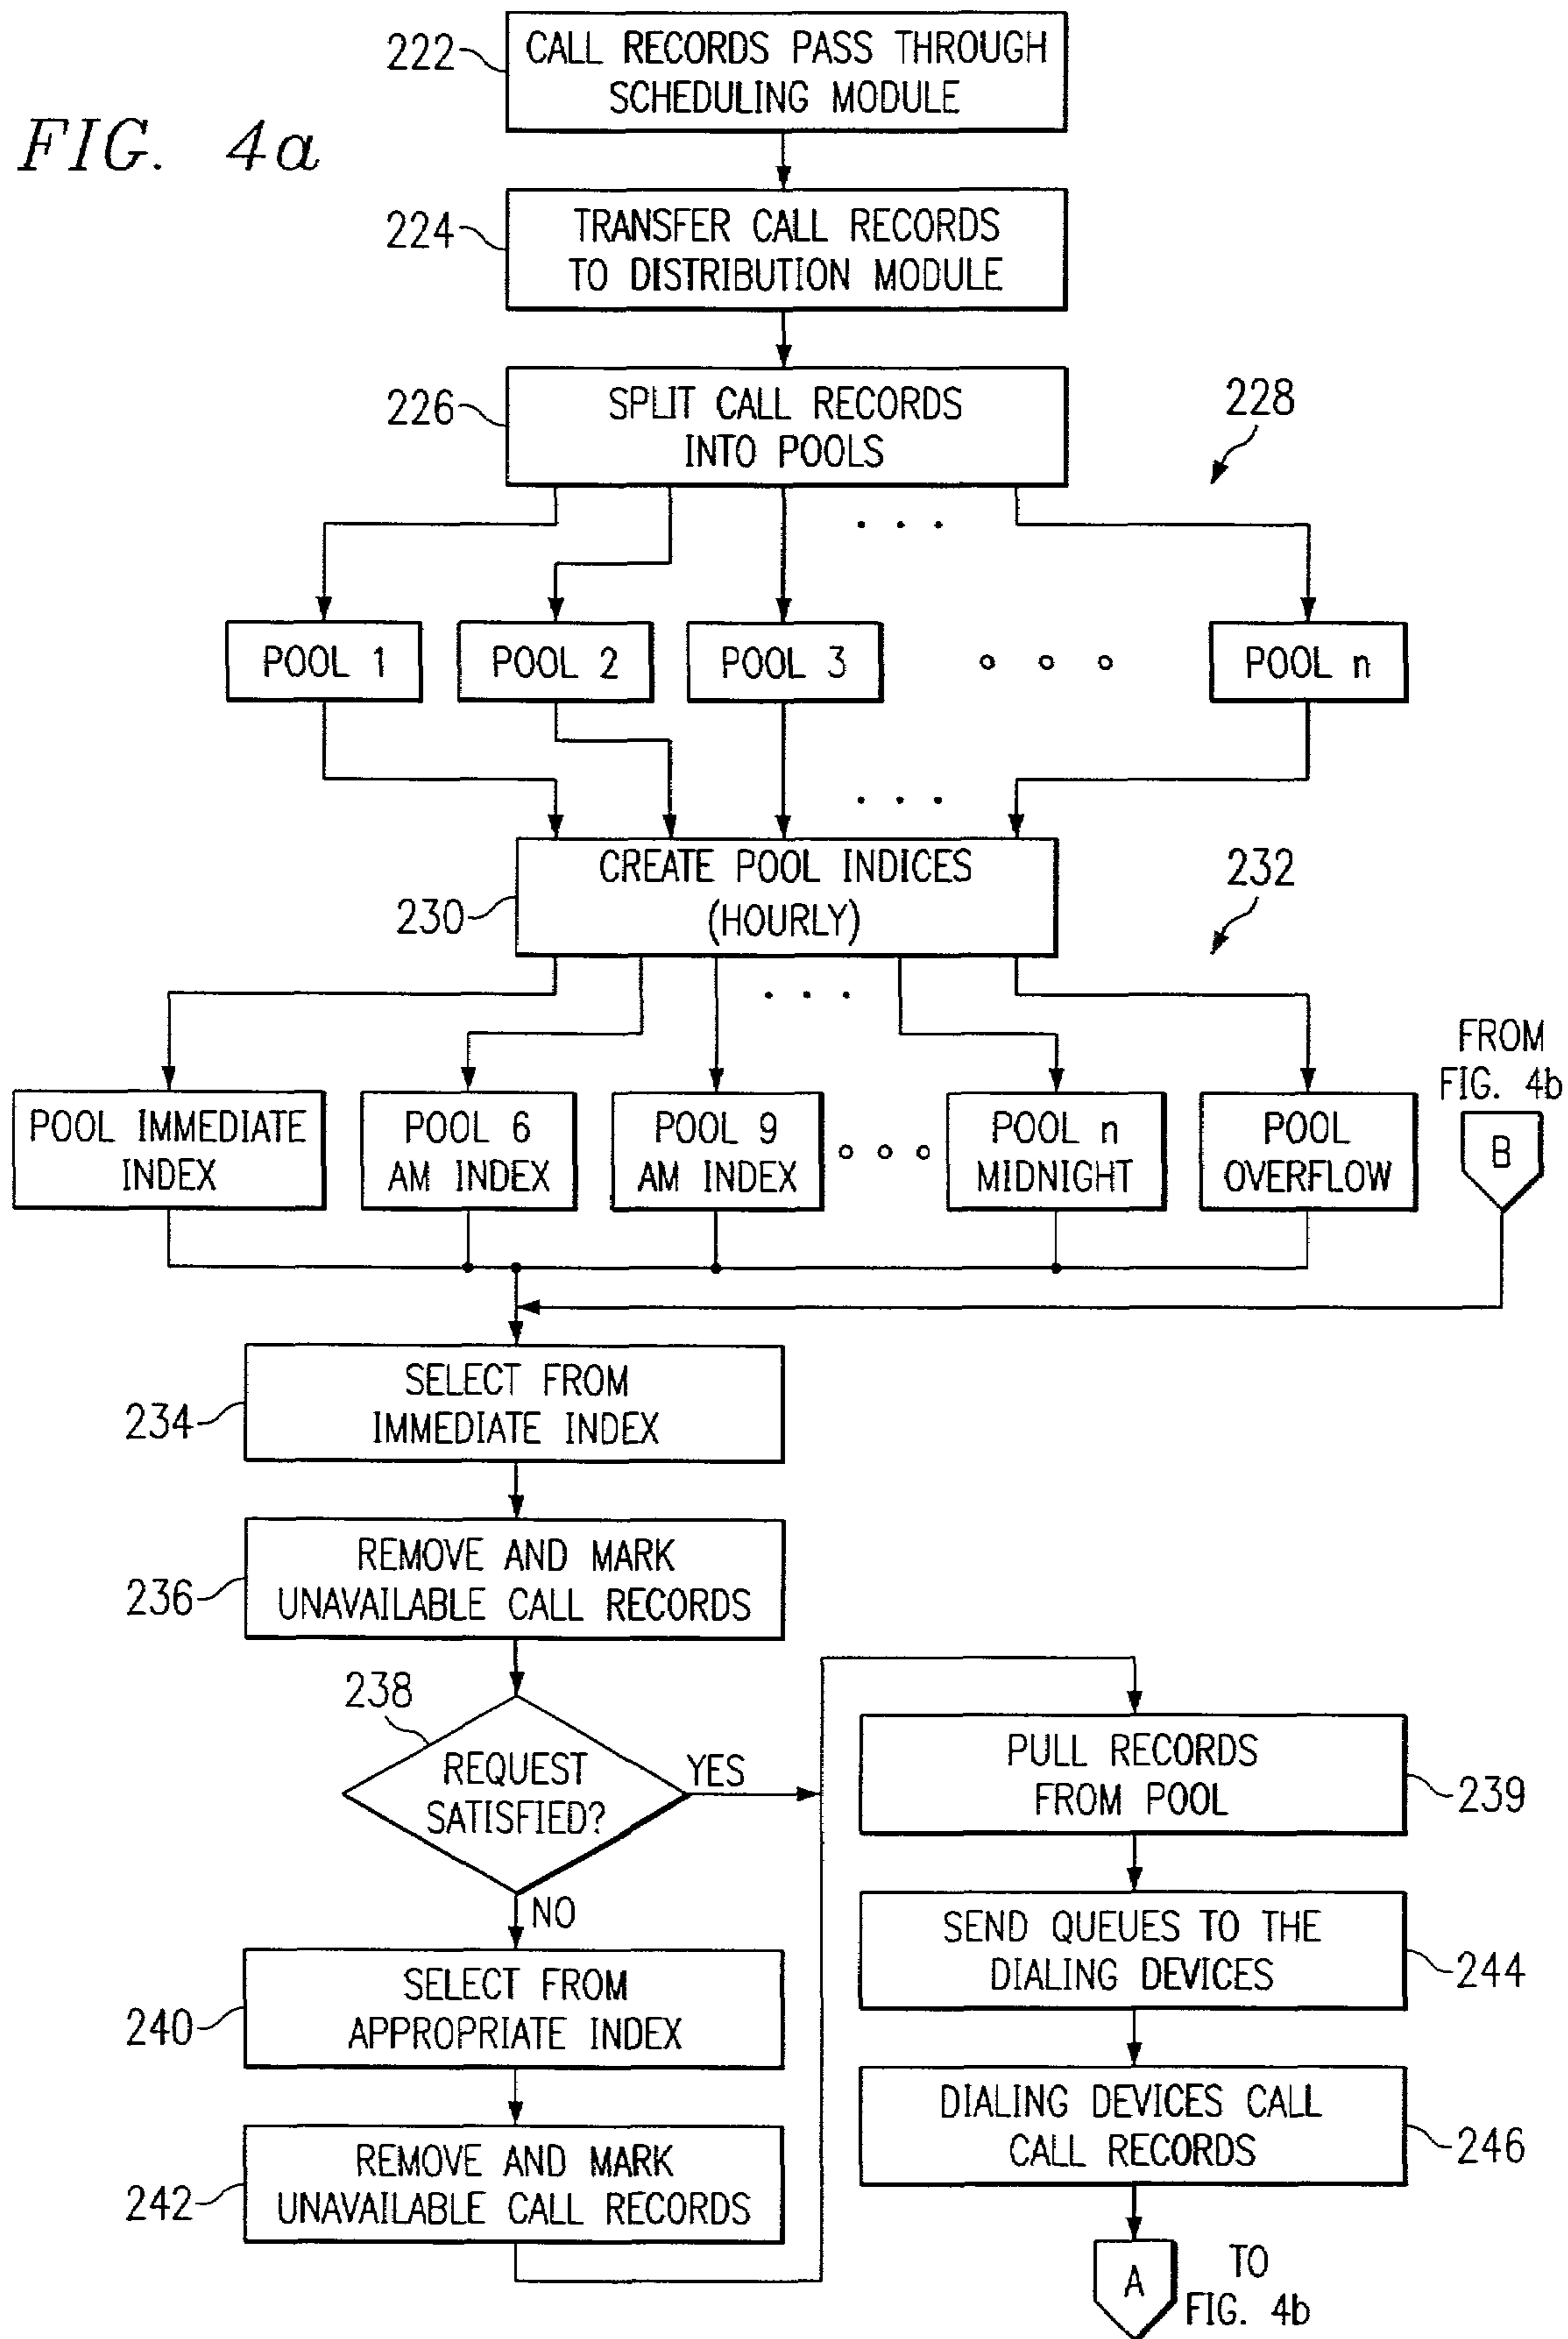 FIG. 4a
222
CALL RECORDS PASS THROUGH
SCHEDULING MODULE
224
TRANSFER CALL RECORDS
TO DISTRIBUTION MODULE
226
SPLIT CALL RECORDS
INTO POOLS
228
. . .
POOL 1
POOL 2
POOL 3
POOL n
. . .
230
CREATE POOL INDICES
(HOURLY)
232
. . .
POOL IMMEDIATE
INDEX
POOL 6
AM INDEX
POOL 9
AM INDEX
POOL n
MIDNIGHT
POOL
OVERFLOW
FROM
FIG. 4b
B
234
SELECT FROM
IMMEDIATE INDEX
236
REMOVE AND MARK
UNAVAILABLE CALL RECORDS
238
REQUEST
SATISFIED?
YES
NO
240
SELECT FROM
APPROPRIATE INDEX
242
REMOVE AND MARK
UNAVAILABLE CALL RECORDS
PULL RECORDS
FROM POOL
239
SEND QUEUES TO THE
DIALING DEVICES
244
DIALING DEVICES CALL
CALL RECORDS
246
A
TO
FIG. 4b